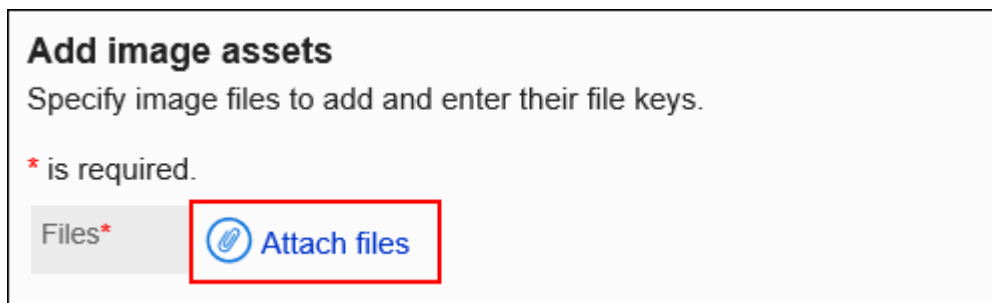 Add image assets
Specify image files to add and enter their file keys.
* is required.
Files* Attach files